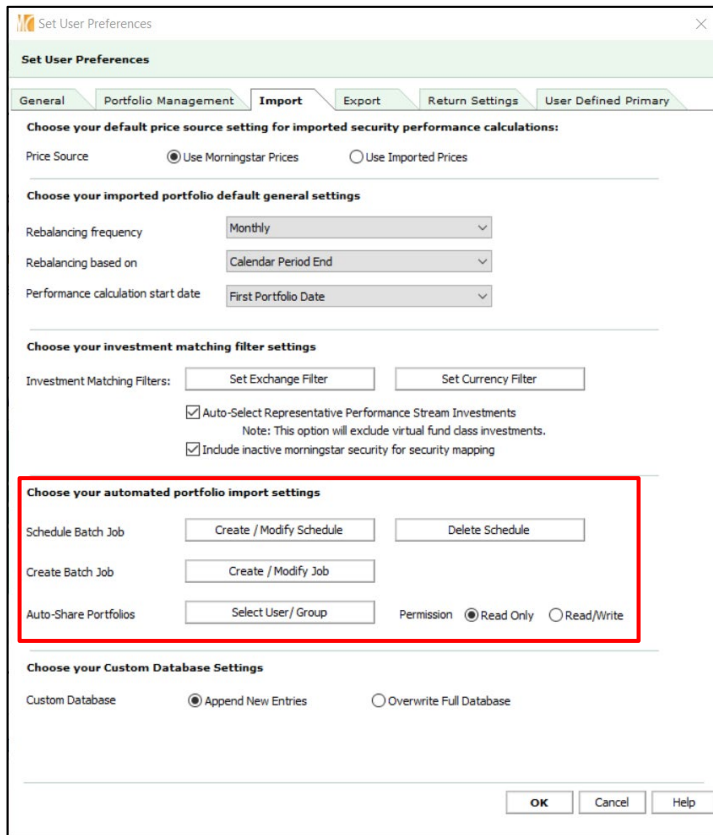 Set User Preferences
Set User Preferences
General Portfolio Management Import Export Return Settings User Defined Primary
Choose your default price source setting for imported security performance calculations:
Price Source Use Morningstar Prices Use Imported Prices
Choose your imported portfolio default general settings
Rebalancing frequency Monthly
Rebalancing based on Calendar Period End
Performance calculation start date First Portfolio Date
Choose your investment matching filter settings
Investment Matching Filters: Set Exchange Filter Set Currency Filter
Auto-Select Representative Performance Stream Investments
Note: This option will exclude virtual fund class investments.
Include inactive morningstar security for security mapping
Choose your automated portfolio import settings
Schedule Batch Job Create / Modify Schedule Delete Schedule
Create Batch Job Create / Modify Job
Auto-Share Portfolios Select User/ Group Permission Read Only Read/Write
Choose your Custom Database Settings
Custom Database Append New Entries Overwrite Full Database
OK Cancel Help